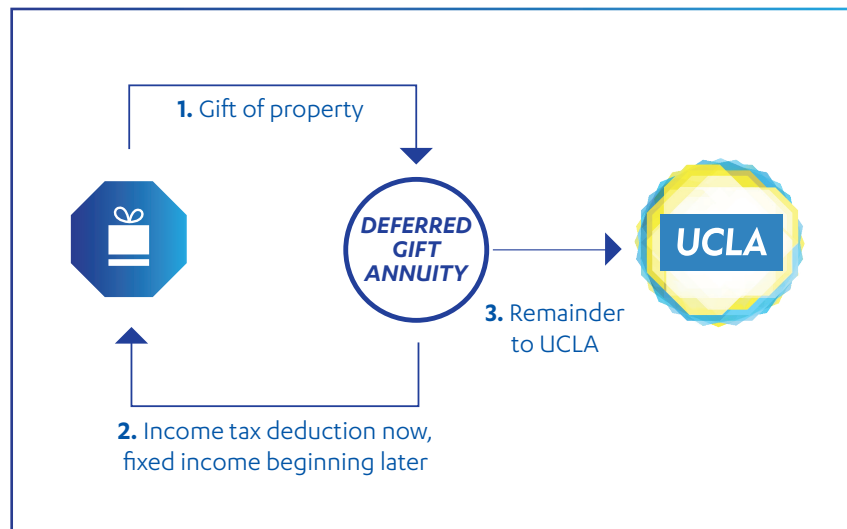 1. Gift of property
DEFERRED
GIFT
ANNUITY
UCLA
3. Remainder
to UCLA
2. Income tax deduction now,
fixed income beginning later